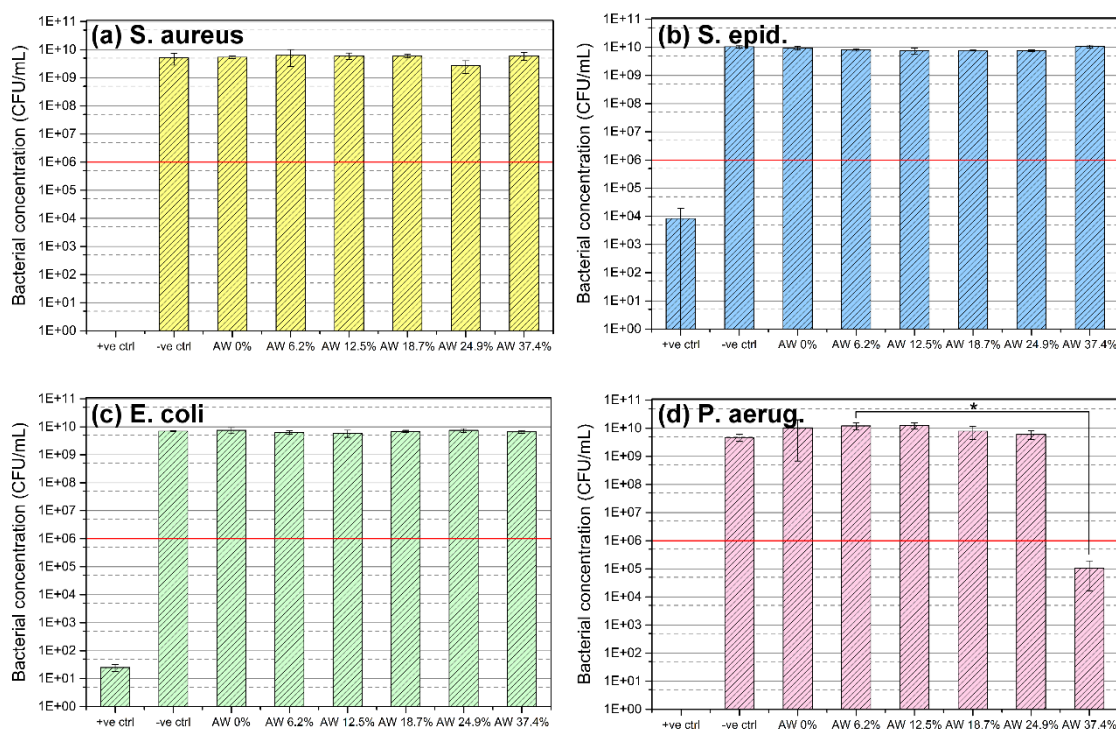 (a) S. aureus
Bacterial concentration (CFU/mL)
1E+11
1E+10
1E+09
1E+08
1E+07
1E+06
1E+05
1E+04
1E+03
1E+02
1E+01
1E+00
+ve ctrl -ve ctrl AW 0% AW 6.2% AW 12.5% AW 18.7% AW 24.9% AW 37.4%
(b) S. epid.
Bacterial concentration (CFU/mL)
1E+11
1E+10
1E+09
1E+08
1E+07
1E+06
1E+05
1E+04
1E+03
1E+02
1E+01
1E+00
+ve ctrl -ve ctrl AW 0% AW 6.2% AW 12.5% AW 18.7% AW 24.9% AW 37.4%
(c) E. coli
Bacterial concentration (CFU/mL)
1E+11
1E+10
1E+09
1E+08
1E+07
1E+06
1E+05
1E+04
1E+03
1E+02
1E+01
1E+00
+ve ctrl -ve ctrl AW 0% AW 6.2% AW 12.5% AW 18.7% AW 24.9% AW 37.4%
(d) P. aerug.
*
Bacterial concentration (CFU/mL)
1E+11
1E+10
1E+09
1E+08
1E+07
1E+06
1E+05
1E+04
1E+03
1E+02
1E+01
1E+00
+ve ctrl -ve ctrl AW 0% AW 6.2% AW 12.5% AW 18.7% AW 24.9% AW 37.4%